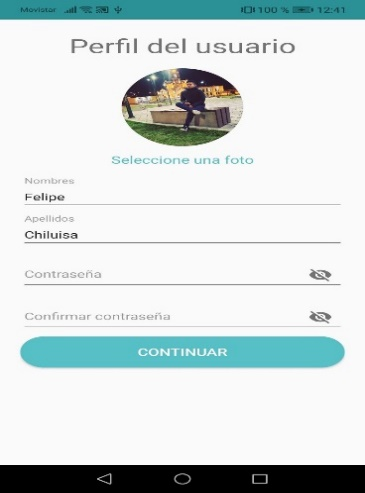 Movistar 100 % 12:41
Perfil del usuario
Seleccione una foto
Nombres
Felipe
Apellidos
Chiluisa
Contraseña
Confirmar contraseña
CONTINUAR